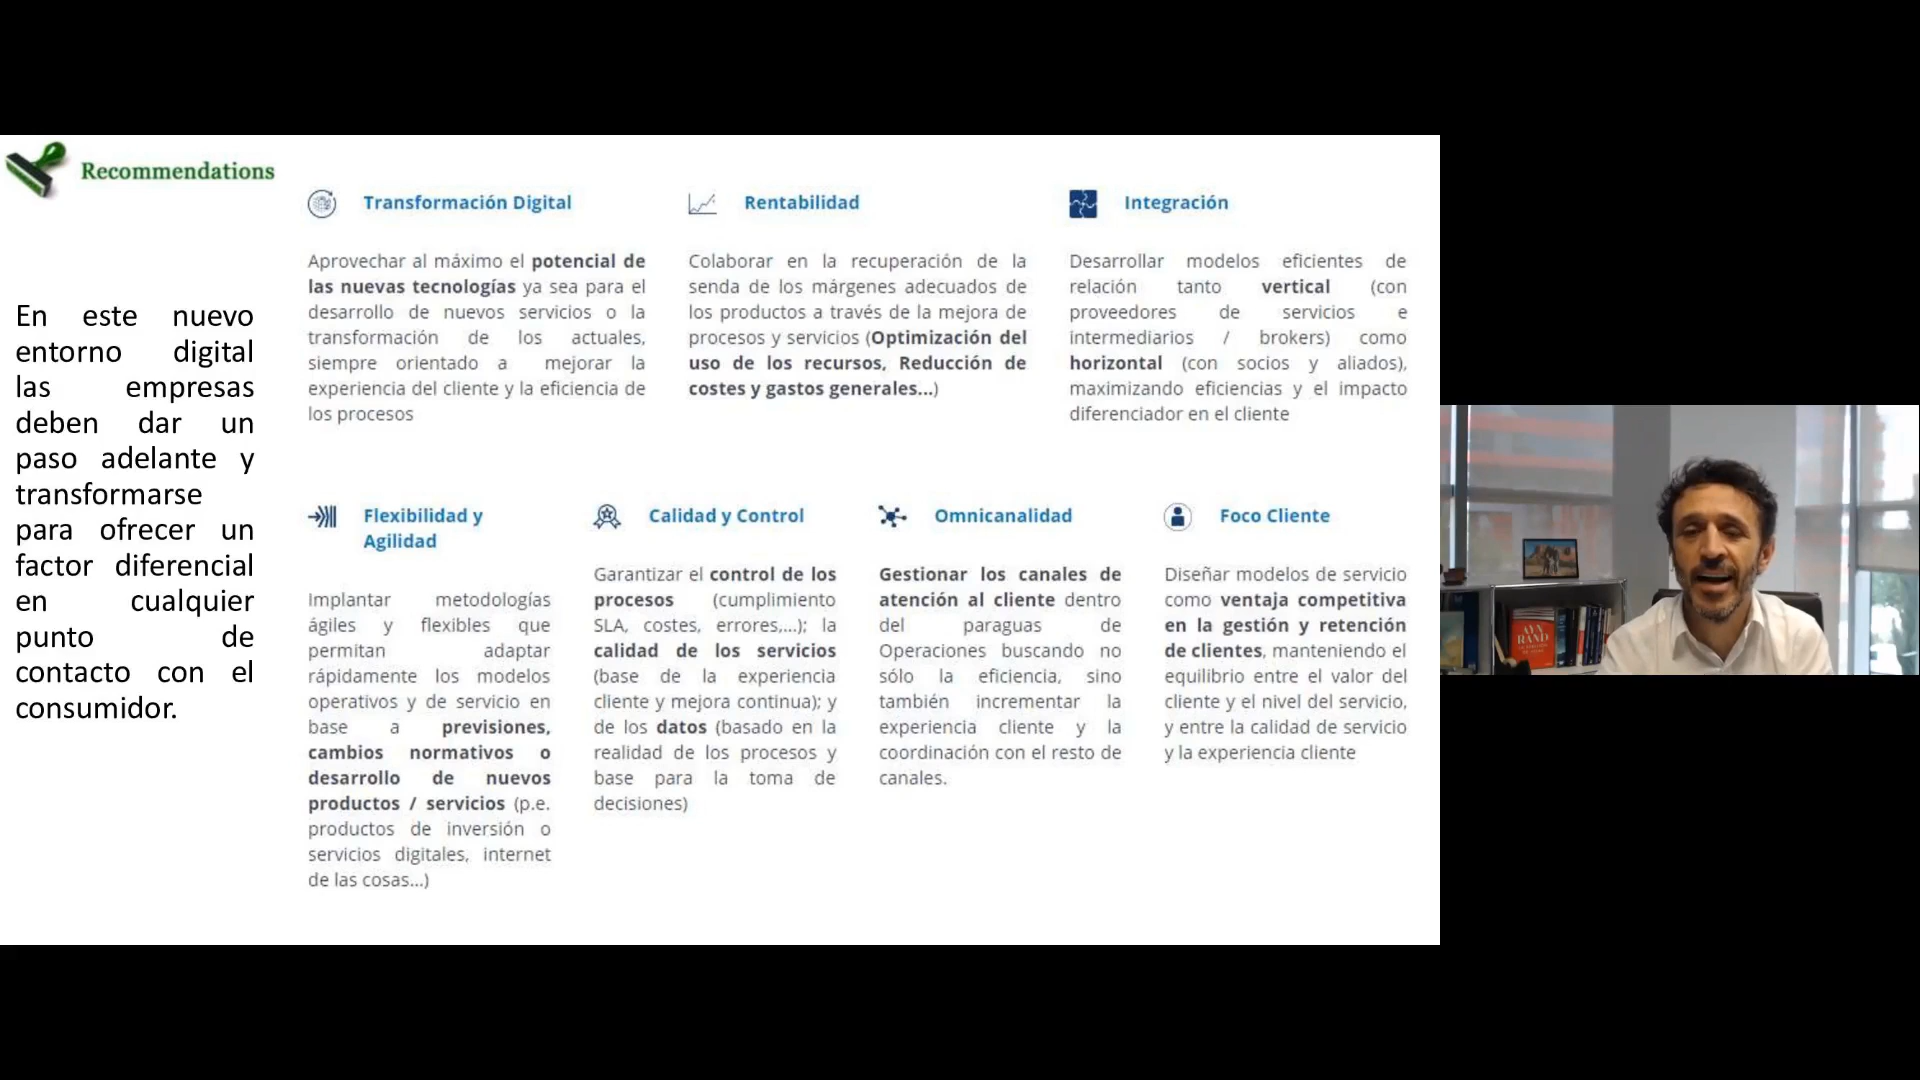 Recommendations
En este nuevo
entorno digital
las empresas
deben dar un
paso adelante y
transformarse
para ofrecer un
factor diferencial
en cualquier
punto de
contacto con el
consumidor.
Transformación Digital
Aprovechar al máximo el potencial de
las nuevas tecnologías ya sea para el
desarrollo de nuevos servicios o la
transformación de los actuales,
siempre orientado a mejorar la
experiencia del cliente y la eficiencia de
los procesos
Rentabilidad
Colaborar en la recuperación de la
senda de los márgenes adecuados de
los productos a través de la mejora de
procesos y servicios (Optimización del
uso de los recursos, Reducción de
costes y gastos generales...)
Integración
Desarrollar modelos eficientes de
relación tanto vertical (con
proveedores de servicios e
intermediarios / brokers) como
horizontal (con socios y aliados),
maximizando eficiencias y el impacto
diferenciador en el cliente
Flexibilidad y
Agilidad
Implantar metodologías
ágiles y flexibles que
permitan adaptar
rápidamente los modelos
operativos y de servicio en
base a previsiones,
cambios normativos o
desarrollo de nuevos
productos / servicios (p.e.
productos de inversión o
servicios digitales, internet
de las cosas...)
Calidad y Control
Garantizar el control de los
procesos (cumplimiento
SLA, costes, errores,...); la
calidad de los servicios
(base de la experiencia
cliente y mejora continua); y
de los datos (basado en la
realidad de los procesos y
base para la toma de
decisiones)
Omnicanalidad
Gestionar los canales de
atención al cliente dentro
del paraguas de
Operaciones buscando no
sólo la eficiencia, sino
también incrementar la
experiencia cliente y la
coordinación con el resto de
canales.
Foco Cliente
Diseñar modelos de servicio
como ventaja competitiva
en la gestión y retención
de clientes, manteniendo el
equilibrio entre el valor del
cliente y el nivel del servicio,
y entre la calidad de servicio
y la experiencia cliente
AYN
RAND